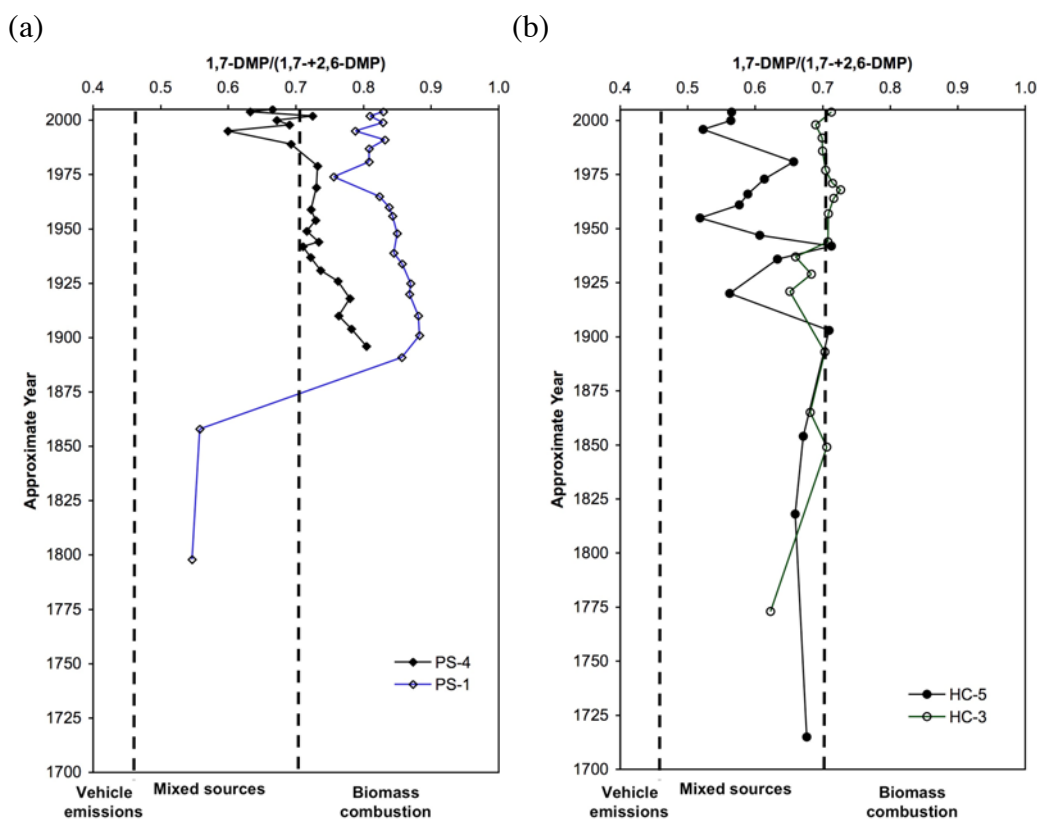 (a)
1,7-DMP/(1,7-+2,6-DMP)
0.4 0.5 0.6 0.7 0.8 0.9 1.0
2000
1975
1950
1925
1900
1875
1850
1825
1800
1775
1750
1725
1700
Approximate Year
PS-4
PS-1
Vehicle
emissions
Mixed sources
Biomass
combustion
(b)
1,7-DMP/(1,7-+2,6-DMP)
0.4 0.5 0.6 0.7 0.8 0.9 1.0
2000
1975
1950
1925
1900
1875
1850
1825
1800
1775
1750
1725
1700
Approximate Year
HC-5
HC-3
Vehicle
emissions
Mixed sources
Biomass
combustion